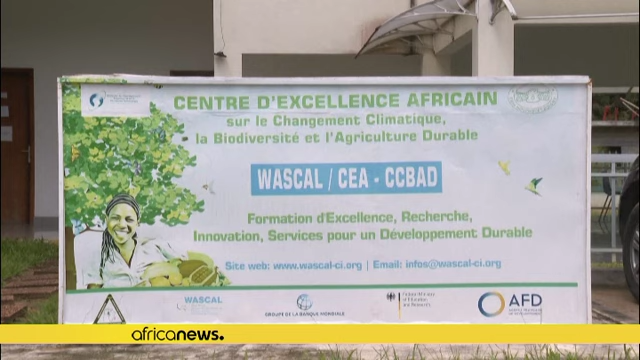 CENTRE D'EXCELLENCE AFRICAIN
sur le Changement Climatique,
la Biodiversité et l'Agriculture Durable
WASCAL / CEA - CCBAD
Formation d'Excellence, Recherche,
Innovation, Services pour un Développement Durable
Site web: www.wascal-ci.org | Email: infos@wascal-ci.org
WASCAL
GROUPE DE LA BANQUE MONDIALE
AFD
africanews.